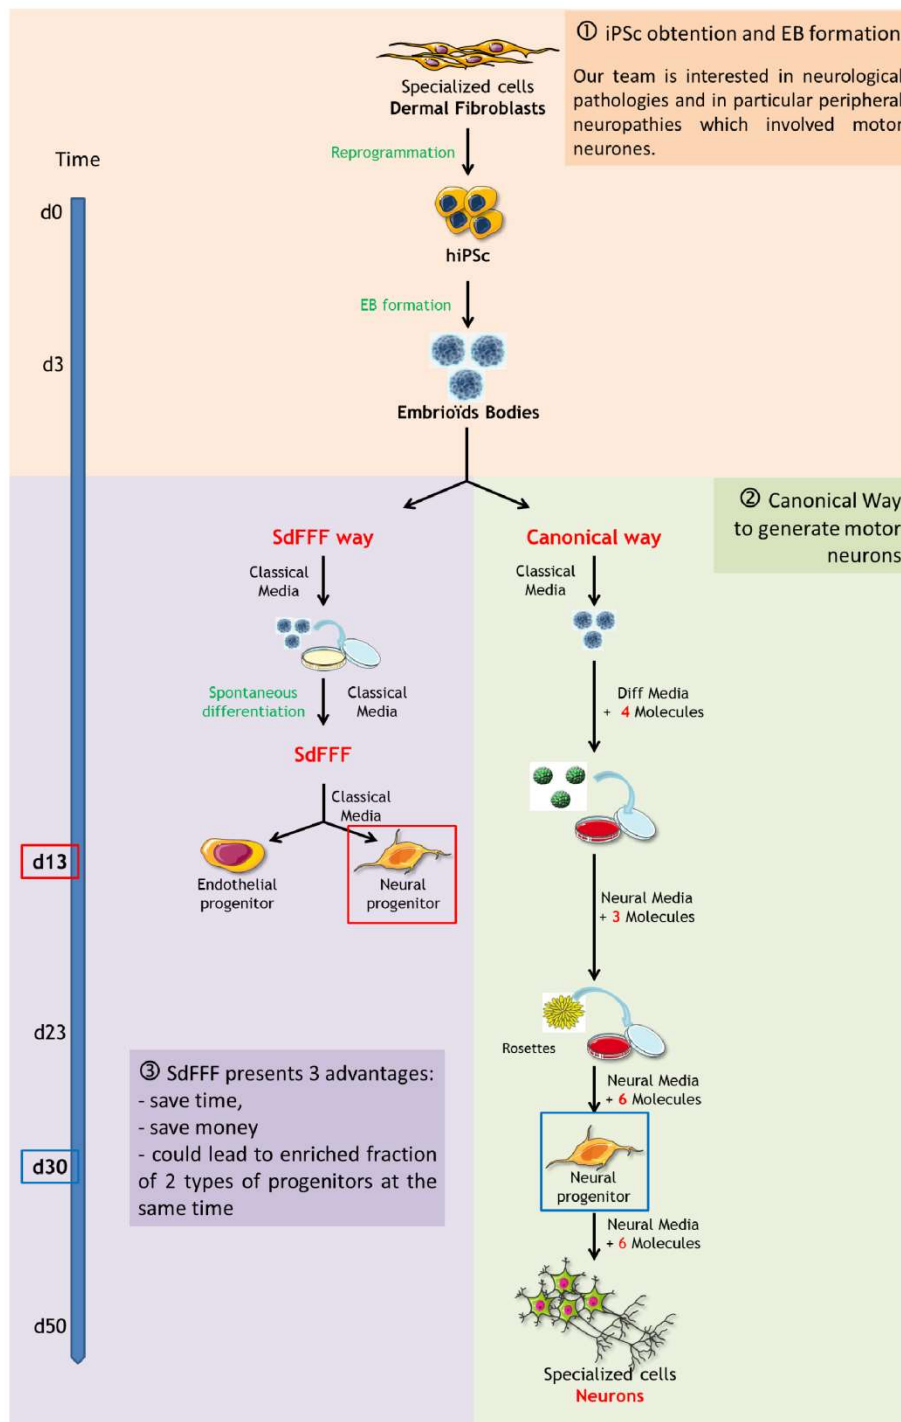 ① iPSc obtention and EB formation
Our team is interested in neurological
pathologies and in particular peripheral
neuropathies which involved motor
neurones.
Specialized cells
Dermal Fibroblasts
Reprogrammation
Time
d0
hiPSc
EB formation
d3
Embrioïds Bodies
② Canonical Way
to generate motor
neurons
SdFFF way
Classical
Media
Spontaneous
differentiation
Classical
Media
SdFFF
Classical
Media
Endothelial
progenitor
Neural
progenitor
d13
Canonical way
Classical
Media
Diff Media
+ 4 Molecules
Neural Media
+ 3 Molecules
d23
Rosettes
Neural Media
+ 6 Molecules
③ SdFFF presents 3 advantages:
- save time,
- save money
- could lead to enriched fraction
of 2 types of progenitors at the
same time
d30
Neural
progenitor
Neural Media
+ 6 Molecules
d50
Specialized cells
Neurons